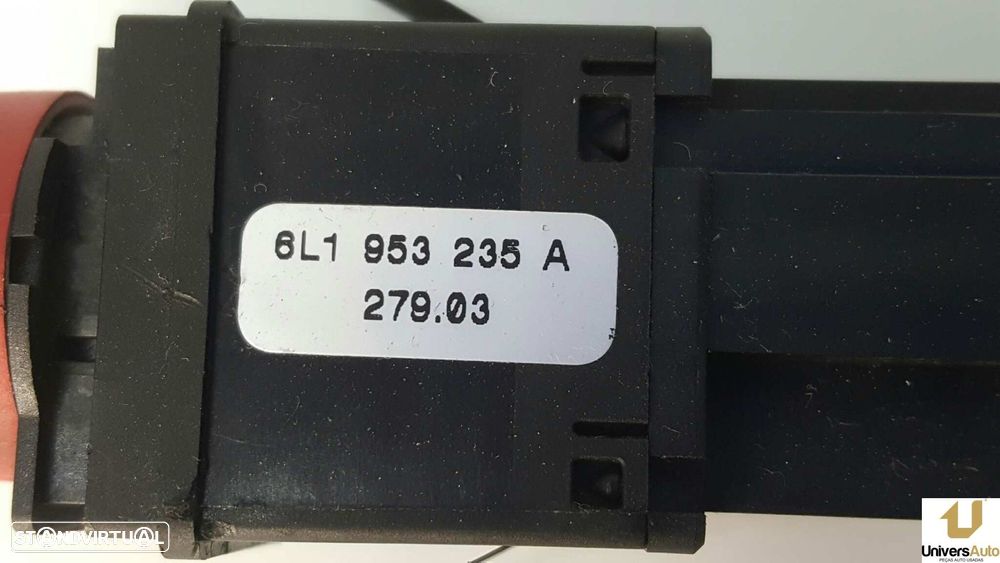 6L1 953 235 A
279.03
STANDVIRTUAL
UniversAuto
PEÇAS AUTO USADAS